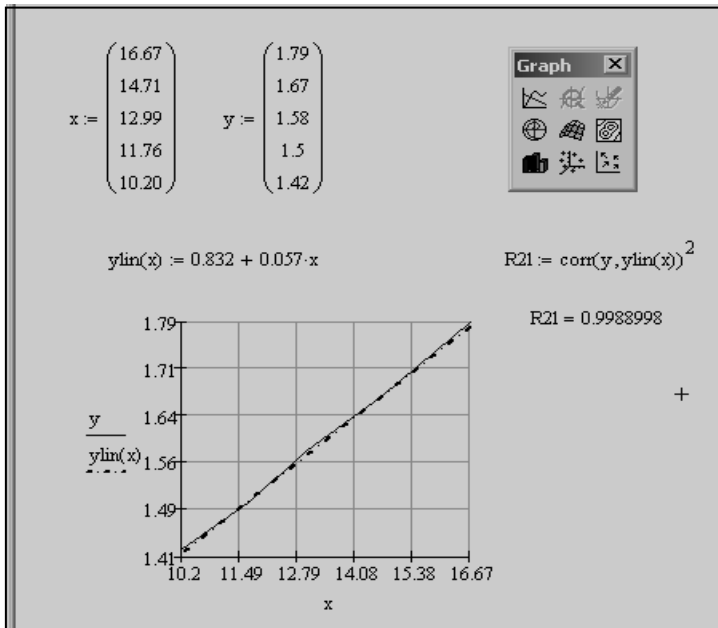 x := (16.67 14.71 12.99 11.76 10.20)
y := (1.79 1.67 1.58 1.5 1.42)
Graph
ylin(x) := 0.832 + 0.057·x
R21 := corr(y,ylin(x))²
R21 = 0.9988998
1.79
1.71
1.64
1.56
1.49
1.41
y
ylin(x)
10.2 11.49 12.79 14.08 15.38 16.67
x